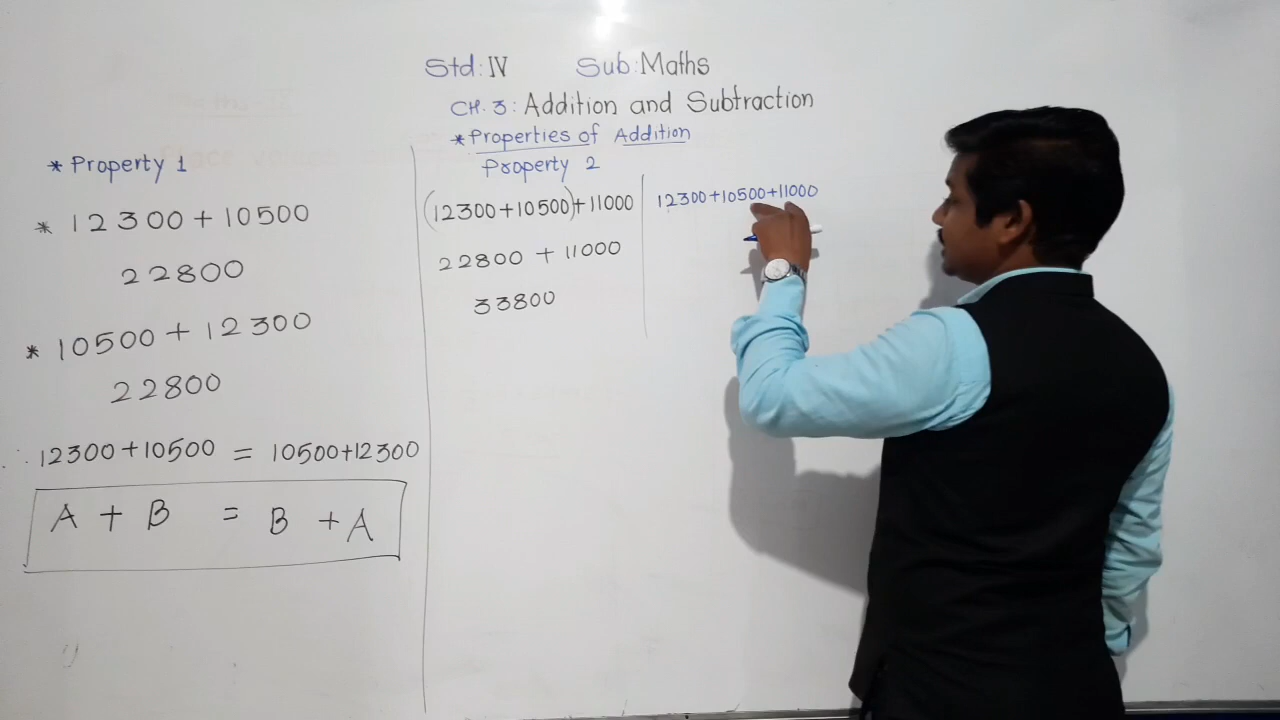 Std: IV Sub: Maths
CH. 3: Addition and Subtraction
* Properties of Addition
* Property 1
* 12300 + 10500
22800
* 10500 + 12300
22800
∴ 12300+10500 = 10500+12300
A + B = B + A
Property 2
(12300+10500)+11000
22800 + 11000
33800
12300+10500+11000